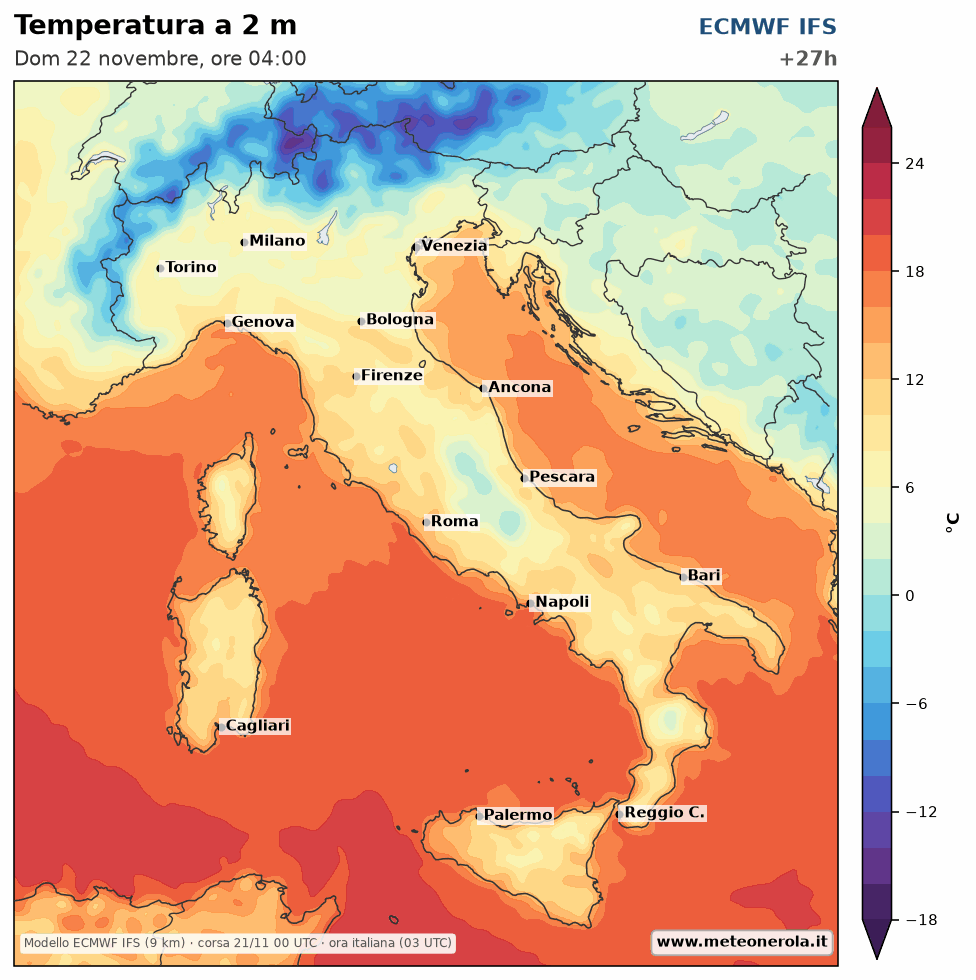 Temperatura a 2 m
ECMWF IFS
Dom 22 novembre, ore 04:00
+27h
Milano
Venezia
Torino
Genova
Bologna
Firenze
Ancona
Pescara
Roma
Bari
Napoli
Cagliari
Palermo
Reggio C.
24
18
12
6
0
−6
−12
−18
°C
Modello ECMWF IFS (9 km) · corsa 21/11 00 UTC · ora italiana (03 UTC)
www.meteonerola.it